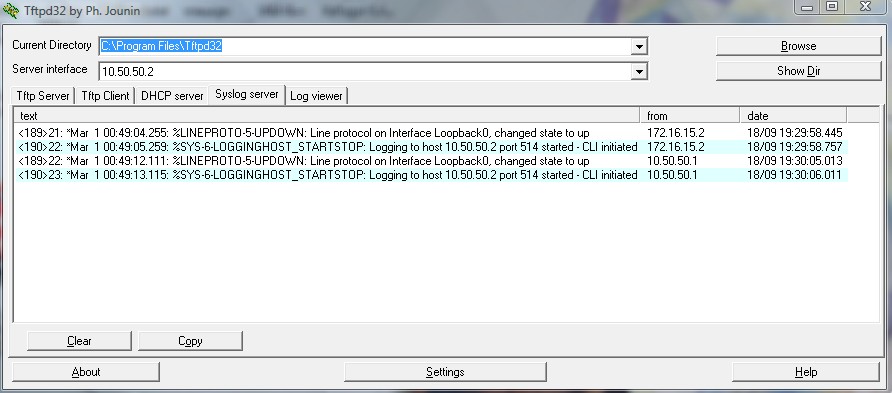 Tftpd32 by Ph. Jounin
Current Directory C:\Program Files\Tftpd32 Browse
Server interface 10.50.50.2 Show Dir
Tftp Server Tftp Client DHCP server Syslog server Log viewer
text from date
<189>21: *Mar 1 00:49:04.255: %LINEPROTO-5-UPDOWN: Line protocol on Interface Loopback0, changed state to up 172.16.15.2 18/09 19:29:58.445
<190>22: *Mar 1 00:49:05.259: %SYS-6-LOGGINGHOST_STARTSTOP: Logging to host 10.50.50.2 port 514 started - CLI initiated 172.16.15.2 18/09 19:29:58.757
<189>22: *Mar 1 00:49:12.111: %LINEPROTO-5-UPDOWN: Line protocol on Interface Loopback0, changed state to up 10.50.50.1 18/09 19:30:05.013
<190>23: *Mar 1 00:49:13.115: %SYS-6-LOGGINGHOST_STARTSTOP: Logging to host 10.50.50.2 port 514 started - CLI initiated 10.50.50.1 18/09 19:30:06.011
Clear Copy
About Settings Help